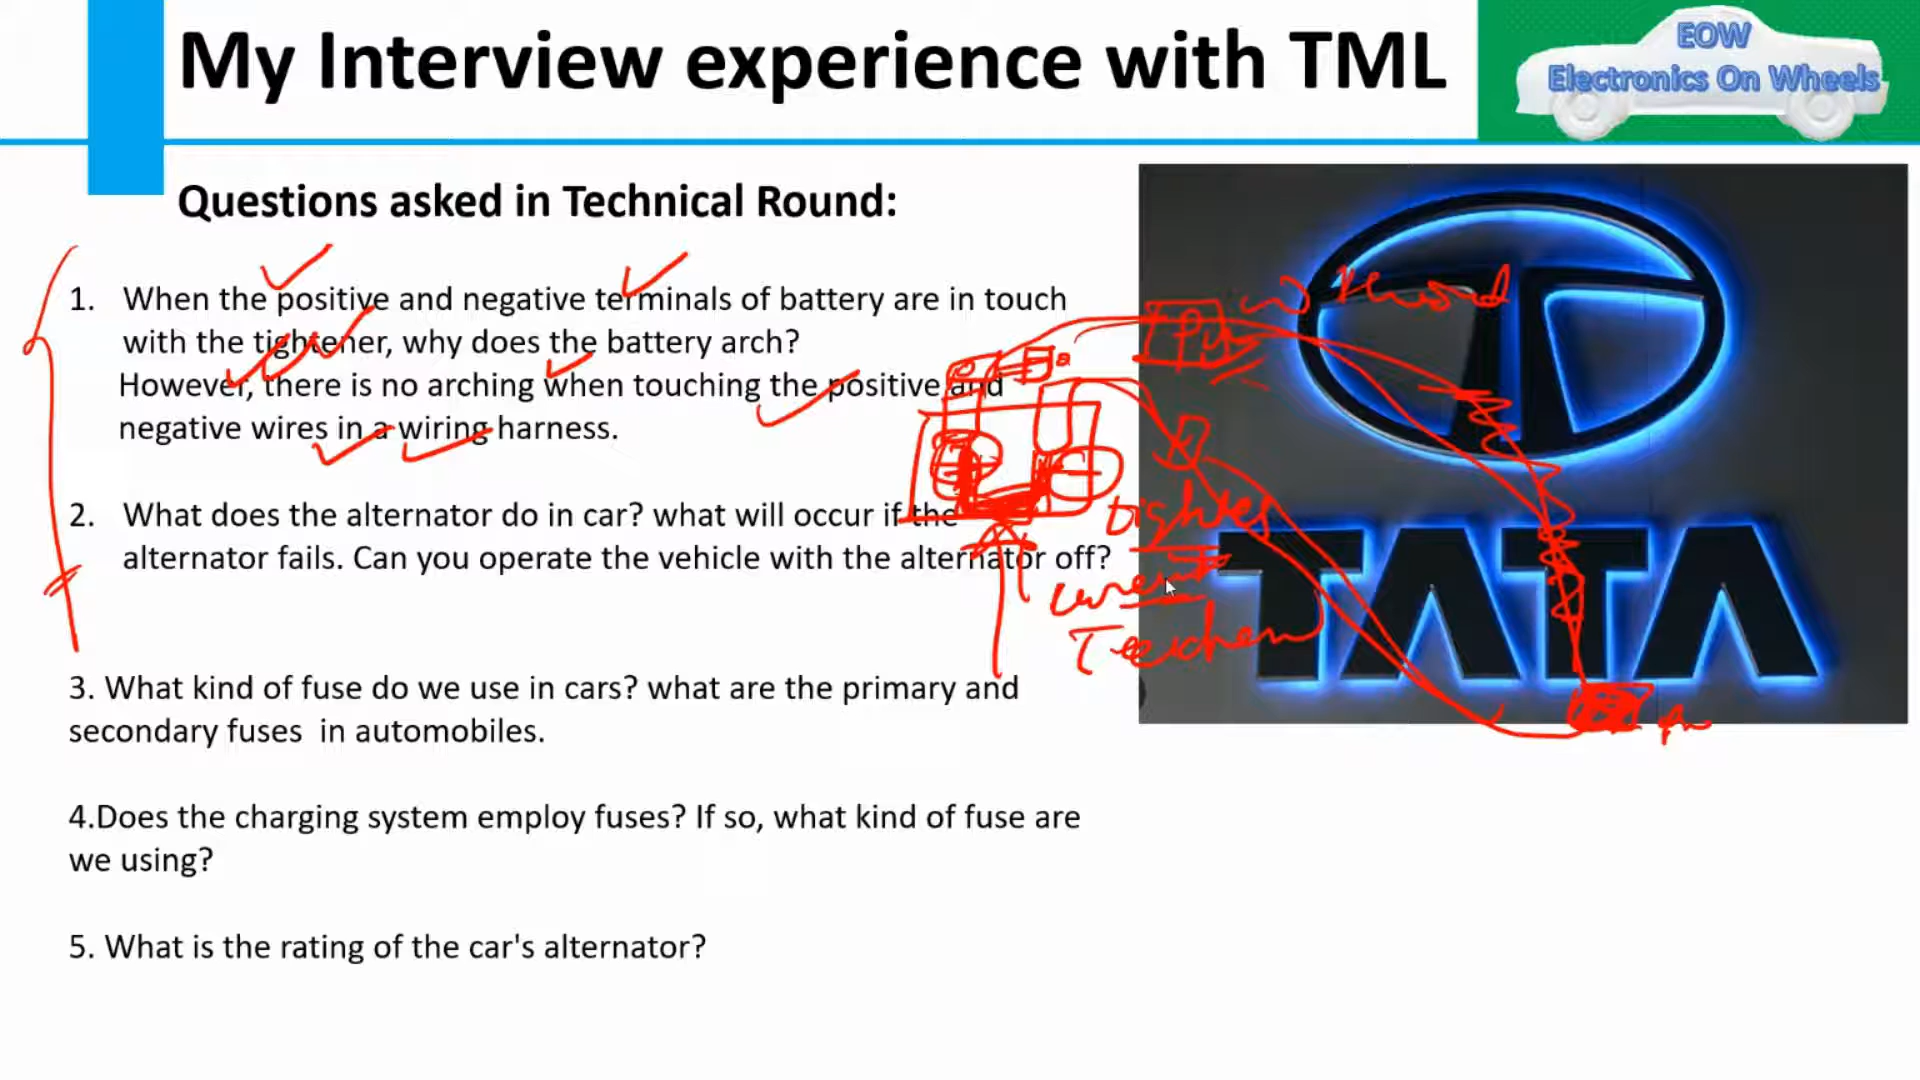 My Interview experience with TML
EOW
Electronics On Wheels
Questions asked in Technical Round:
1. When the positive and negative terminals of battery are in touch
with the tightener, why does the battery arch?
However, there is no arching when touching the positive and
negative wires in a wiring harness.
2. What does the alternator do in car? what will occur if the
alternator fails. Can you operate the vehicle with the alternator off?
3. What kind of fuse do we use in cars? what are the primary and
secondary fuses in automobiles.
4.Does the charging system employ fuses? If so, what kind of fuse are
we using?
5. What is the rating of the car's alternator?
TATA